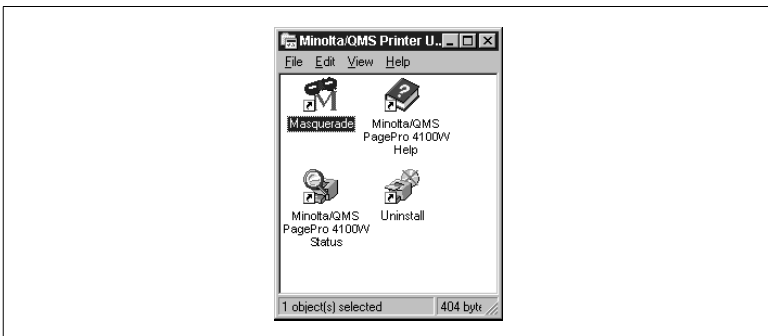 Minolta/QMS Printer U..
File Edit View Help
Masquerade
Minolta/QMS
PagePro 4100W
Help
Minolta/QMS
PagePro 4100W
Status
Uninstall
1 object(s) selected
404 byte